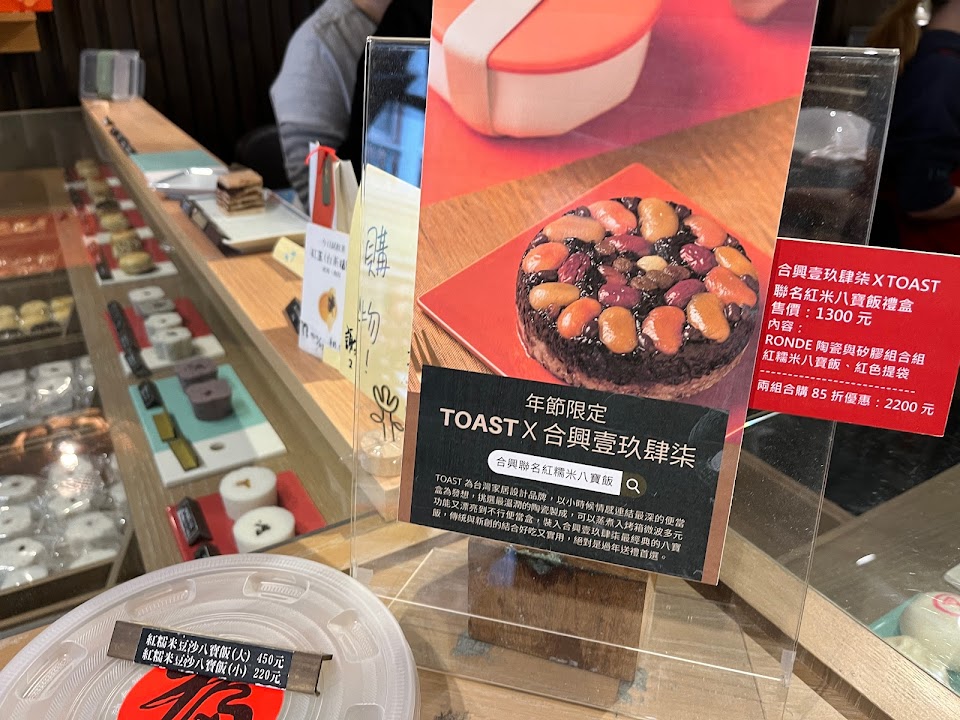 購
物！
謝
年節限定
TOAST X 合興壹玖肆柒
合興聯名紅糯米八寶飯
TOAST 為台灣家居設計品牌，以小時候情感連結最深的便當
盒為發想，挑選最溫潤的陶瓷製成，可以蒸煮入烤箱微波多元
功能又漂亮到不行便當盒，裝入合興壹玖肆柒最經典的八寶
飯，傳統與新創的結合好吃又實用，絕對是過年送禮首選。
合興壹玖肆柒 X TOAST
聯名紅米八寶飯禮盒
售價：1300 元
內容：
RONDE 陶瓷與矽膠組合組
紅糯米八寶飯、紅色提袋
兩組合購 85 折優惠：2200 元
紅糯米豆沙八寶飯(大) 450元
紅糯米豆沙八寶飯(小) 220元